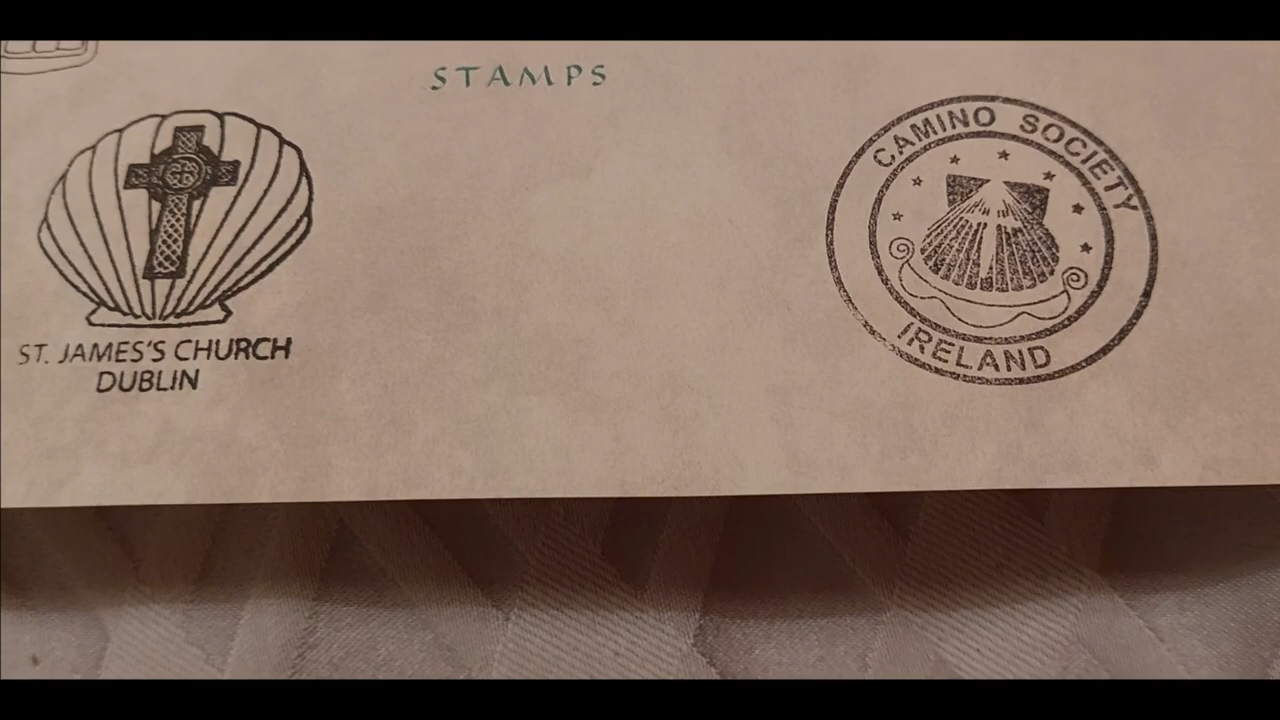 STAMPS
ST. JAMES'S CHURCH
DUBLIN
CAMINO SOCIETY
IRELAND